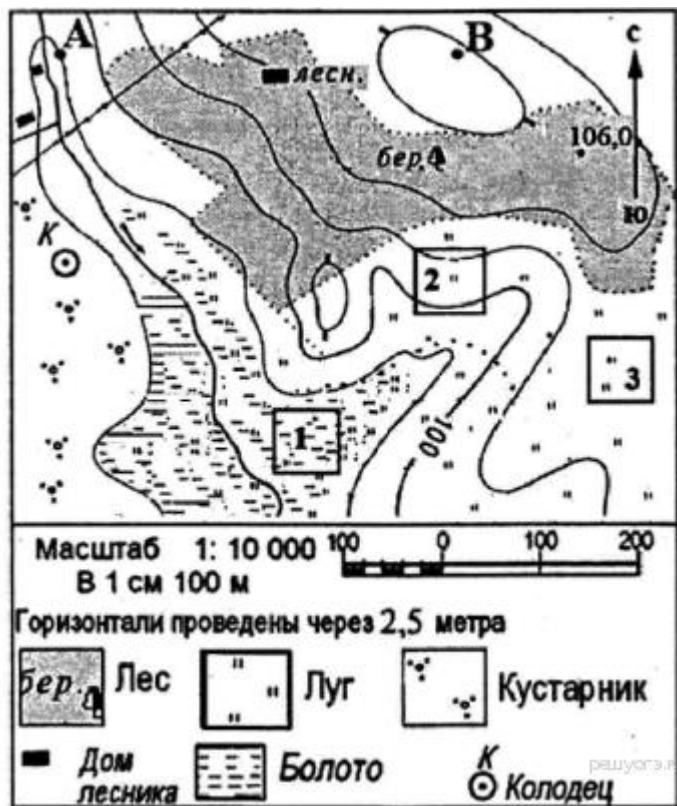 А
В
с
лесн.
106,0
бер.
ю
К
2
3
1
100
Масштаб 1: 10 000
В 1 см 100 м
100 0 100 200
Горизонтали проведены через 2,5 метра
бер. Лес
Луг
Кустарник
Дом
лесника
Болото
К
Колодец